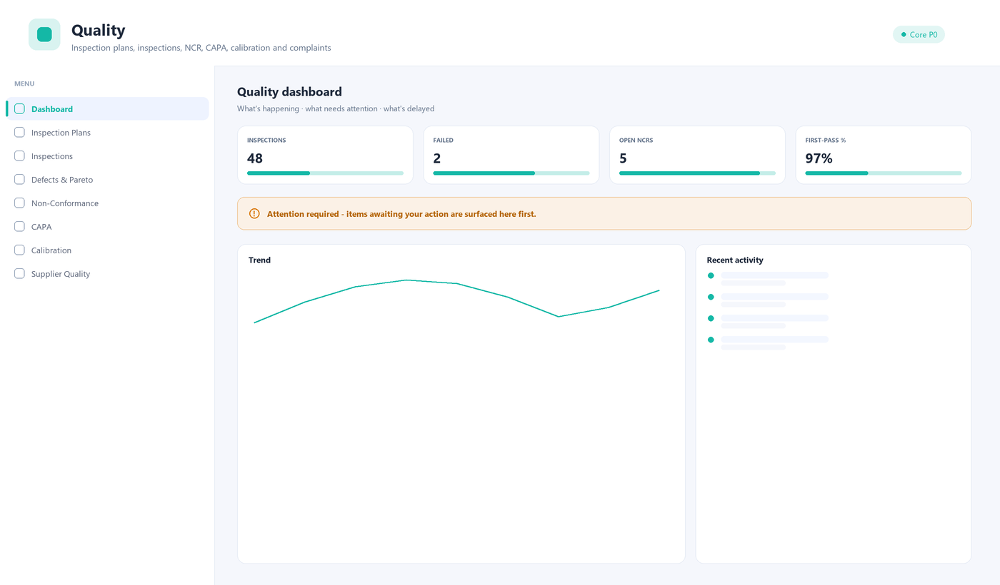 Quality
Inspection plans, inspections, NCR, CAPA, calibration and complaints
Core P0
MENU
Dashboard
Inspection Plans
Inspections
Defects & Pareto
Non-Conformance
CAPA
Calibration
Supplier Quality
Quality dashboard
What's happening · what needs attention · what's delayed
INSPECTIONS
48
FAILED
2
OPEN NCRS
5
FIRST-PASS %
97%
Attention required - items awaiting your action are surfaced here first.
Trend
Recent activity